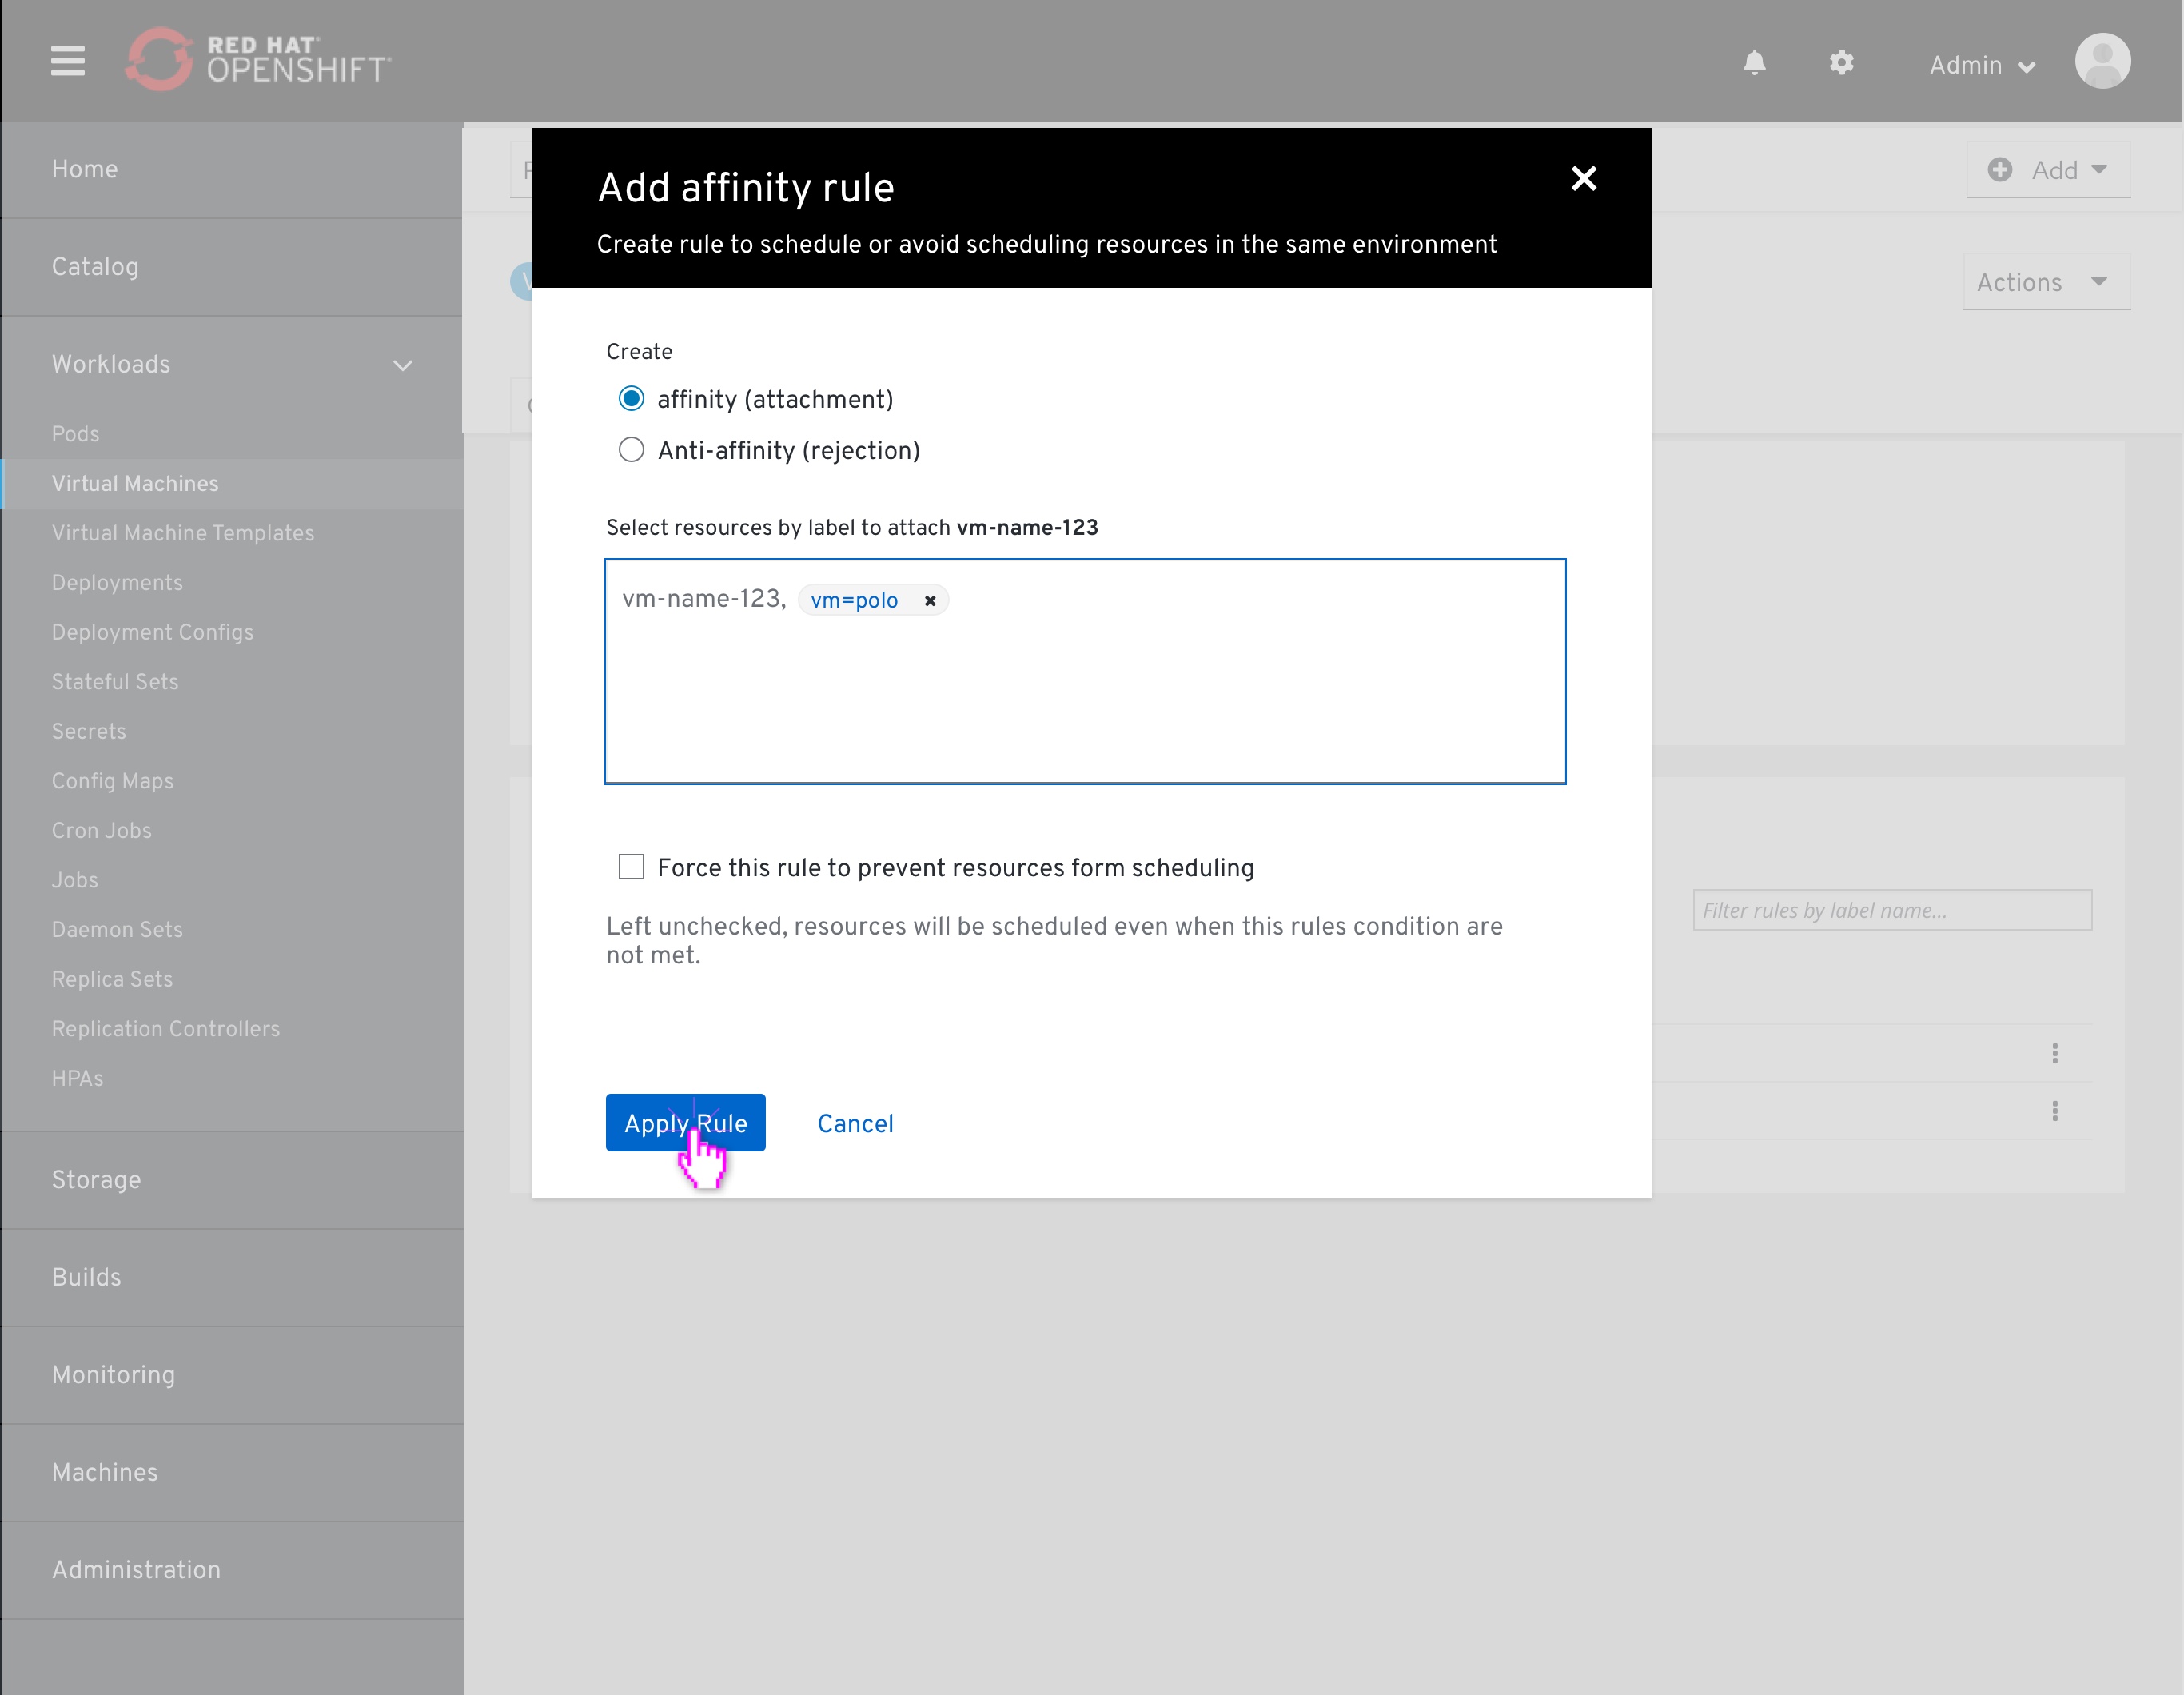 RED HAT
OPENSHIFT
Admin
Home
Catalog
Workloads
Pods
Virtual Machines
Virtual Machine Templates
Deployments
Deployment Configs
Stateful Sets
Secrets
Config Maps
Cron Jobs
Jobs
Daemon Sets
Replica Sets
Replication Controllers
HPAs
Storage
Builds
Monitoring
Machines
Administration
Add
Actions
Add affinity rule
Create rule to schedule or avoid scheduling resources in the same environment
Create
affinity (attachment)
Anti-affinity (rejection)
Select resources by label to attach vm-name-123
vm-name-123, vm=polo
Force this rule to prevent resources form scheduling
Left unchecked, resources will be scheduled even when this rules condition are
not met.
Apply Rule
Cancel
Filter rules by label name...